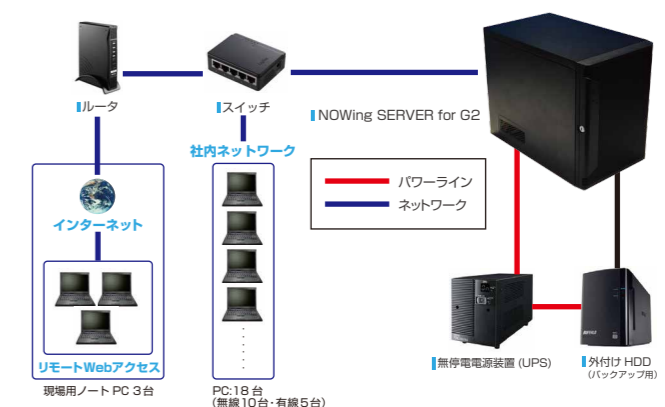 ルータ
スイッチ
NOWing SERVER for G2
社内ネットワーク
パワーライン
ネットワーク
インターネット
リモートWebアクセス
現場用ノート PC 3台
PC:18台
(無線10台・有線5台)
無停電電源装置 (UPS)
外付け HDD
(バックアップ用)
BUFFALO